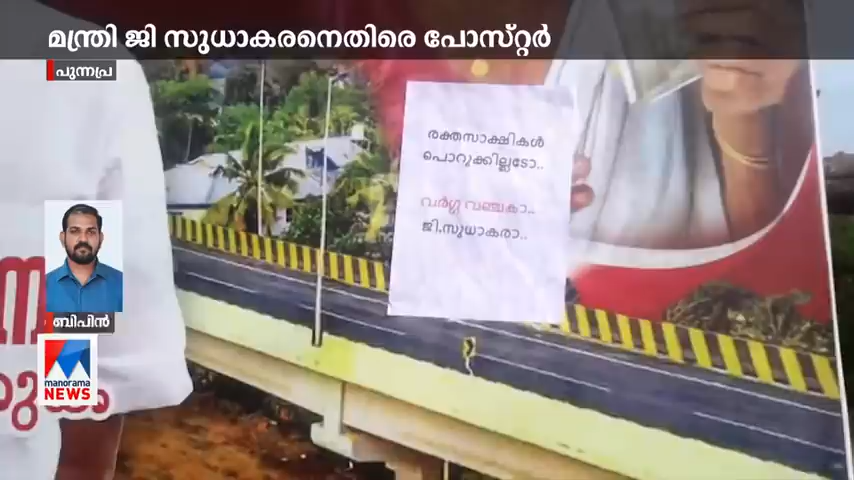 മന്ത്രി ജി സുധാകരനെതിരെ പോസ്റ്റർ
പുന്നപ്ര
രക്തസാക്ഷികൾ
പൊറുക്കില്ലടോ..
വർഗ്ഗ വഞ്ചകാ..
ജി.സുധാകരാ..
ബിപിൻ
manorama
NEWS